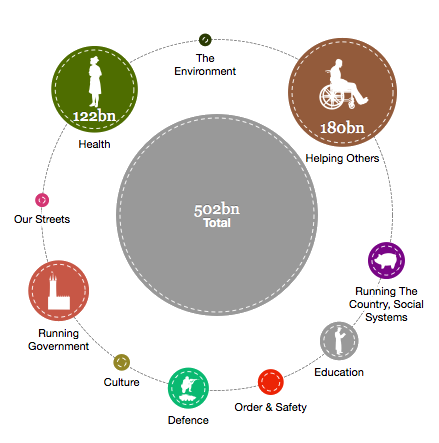 The
Environment
122bn
Health
180bn
Helping Others
502bn
Total
Our Streets
Running The
Country, Social
Systems
Running
Government
Education
Culture
Order & Safety
Defence